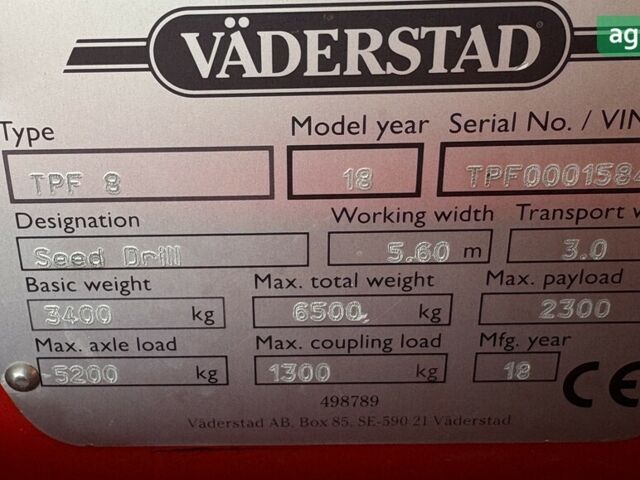 VÄDERSTAD
ag
Type Model year Serial No. / VIN
TPF 8 18 TPF0001584
Designation Working width Transport w
Seed Drill 5.60 m 3.0
Basic weight Max. total weight Max. payload
3400 kg 6500 kg 2300
Max. axle load Max. coupling load Mfg. year
5200 kg 1300 kg 18
CE
498789
Väderstad AB, Box 85, SE-590 21 Väderstad